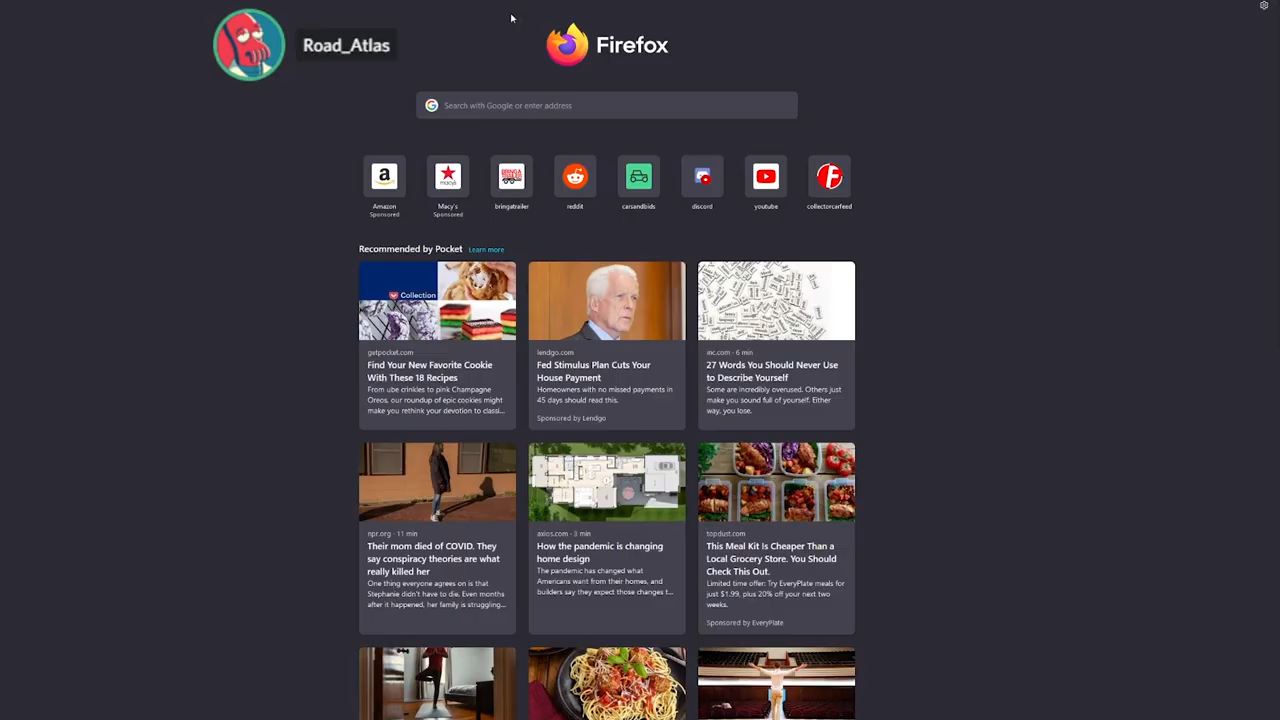 Road_Atlas
Firefox
Search with Google or enter address
Amazon
Sponsored
Macy's
Sponsored
bringatrailer
reddit
carsandbids
discord
youtube
collectorcarfeed
Recommended by Pocket Learn more
Collection
getpocket.com
Find Your New Favorite Cookie
With These 18 Recipes
From ube crinkles to pink Champagne
Oreos, our roundup of epic cookies might
make you rethink your devotion to classi...
lendgo.com
Fed Stimulus Plan Cuts Your
House Payment
Homeowners with no missed payments in
45 days should read this.
Sponsored by Lendgo
inc.com · 6 min
27 Words You Should Never Use
to Describe Yourself
Some are incredibly overused. Others just
make you sound full of yourself. Either
way, you lose.
npr.org · 11 min
Their mom died of COVID. They
say conspiracy theories are what
really killed her
One thing everyone agrees on is that
Stephanie didn't have to die. Even months
after it happened, her family is struggling...
axios.com · 3 min
How the pandemic is changing
home design
The pandemic has changed what
Americans want from their homes, and
builders say they expect those changes t...
topdust.com
This Meal Kit Is Cheaper Than a
Local Grocery Store. You Should
Check This Out.
Limited time offer: Try EveryPlate meals for
just $1.99, plus 20% off your next two
weeks.
Sponsored by EveryPlate